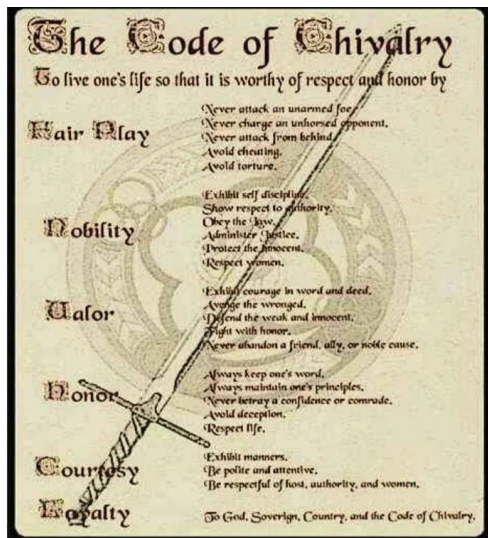 The Code of Chivalry
To live one's life so that it is worthy of respect and honor by
Fair Play
Never attack an unarmed foe.
Never charge an unhorsed opponent.
Never attack from behind.
Avoid cheating.
Avoid torture.
Nobility
Exhibit self discipline.
Show respect to authority.
Obey the Law.
Administer Justice.
Protect the Innocent.
Respect women.
Valor
Exhibit courage in word and deed.
Avenge the wronged.
Defend the weak and innocent.
Fight with honor.
Never abandon a friend, ally, or noble cause.
Honor
Always keep one's word.
Always maintain one's principles.
Never betray a confidence or comrade.
Avoid deception.
Respect life.
Courtesy
Exhibit manners.
Be polite and attentive.
Be respectful of host, authority, and women.
Loyalty
To God, Soverign, Country, and the Code of Chivalry.